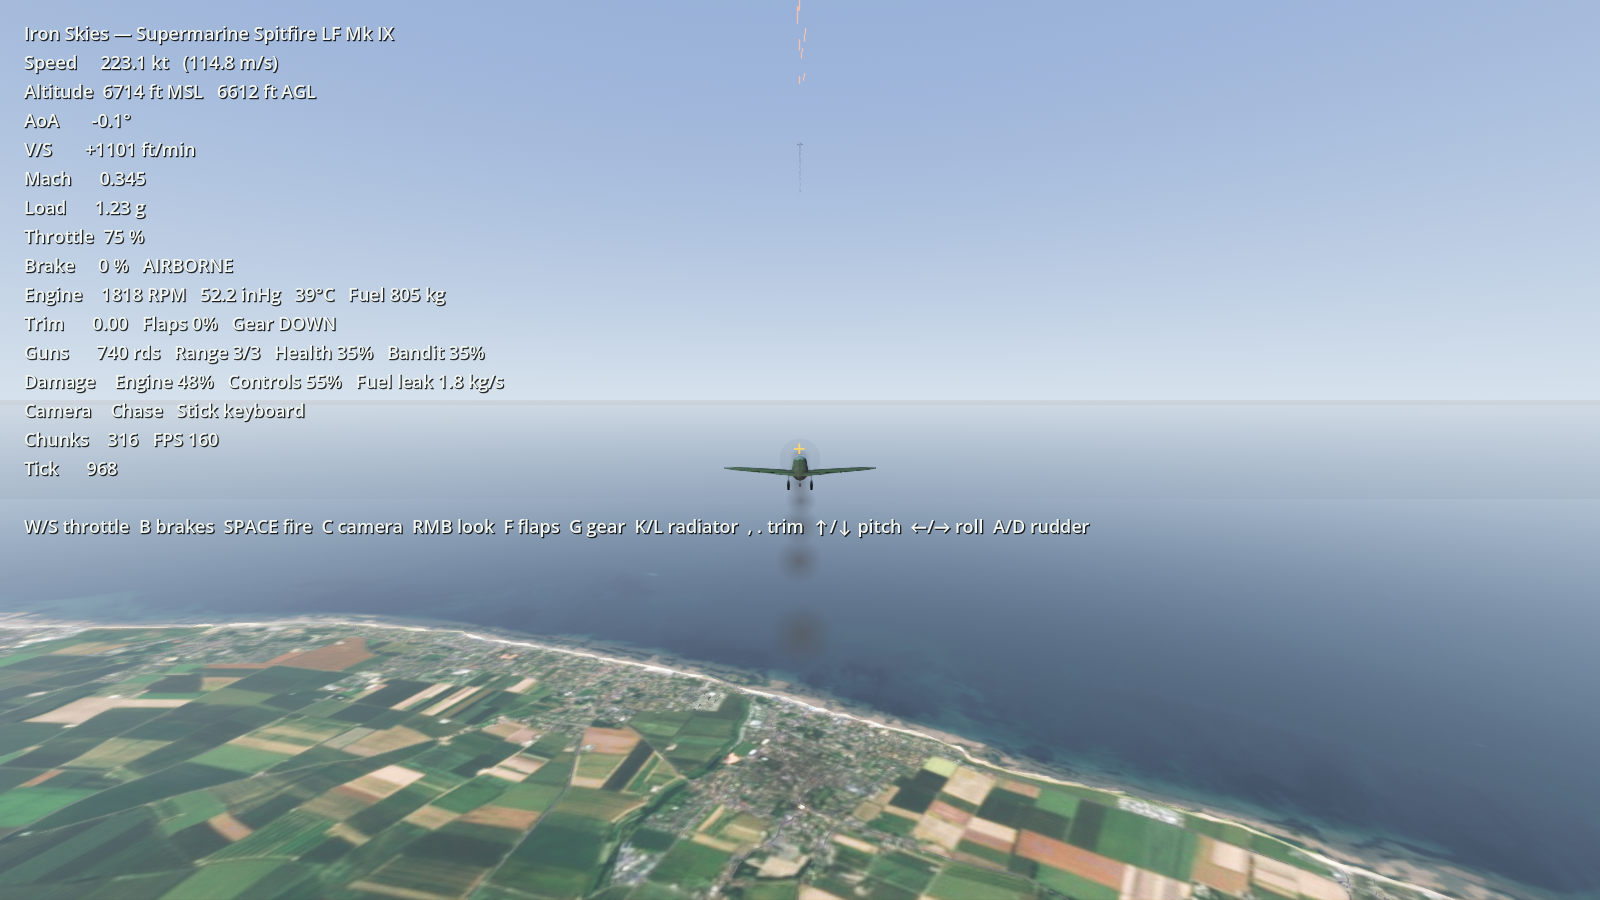 Iron Skies — Supermarine Spitfire LF Mk IX
Speed 223.1 kt (114.8 m/s)
Altitude 6714 ft MSL 6612 ft AGL
AoA -0.1°
V/S +1101 ft/min
Mach 0.345
Load 1.23 g
Throttle 75 %
Brake 0 % AIRBORNE
Engine 1818 RPM 52.2 inHg 39°C Fuel 805 kg
Trim 0.00 Flaps 0% Gear DOWN
Guns 740 rds Range 3/3 Health 35% Bandit 35%
Damage Engine 48% Controls 55% Fuel leak 1.8 kg/s
Camera Chase Stick keyboard
Chunks 316 FPS 160
Tick 968
W/S throttle B brakes SPACE fire C camera RMB look F flaps G gear K/L radiator , . trim ↑/↓ pitch ←/→ roll A/D rudder